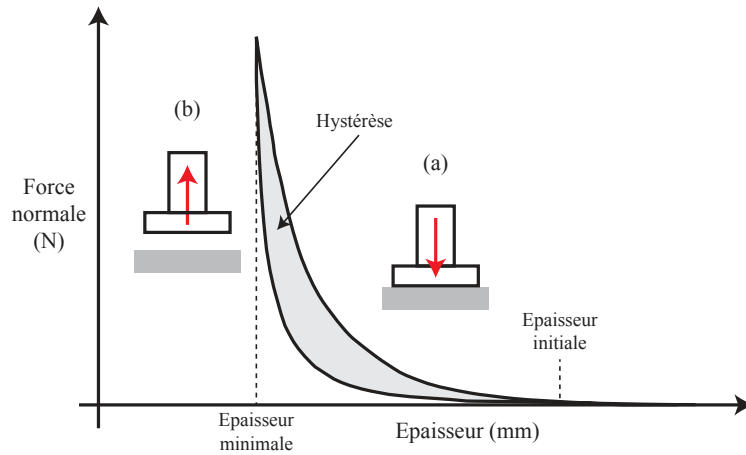 (b)
Hystérèse
(a)
Force
normale
(N)
Epaisseur
initiale
Epaisseur
minimale
Epaisseur (mm)